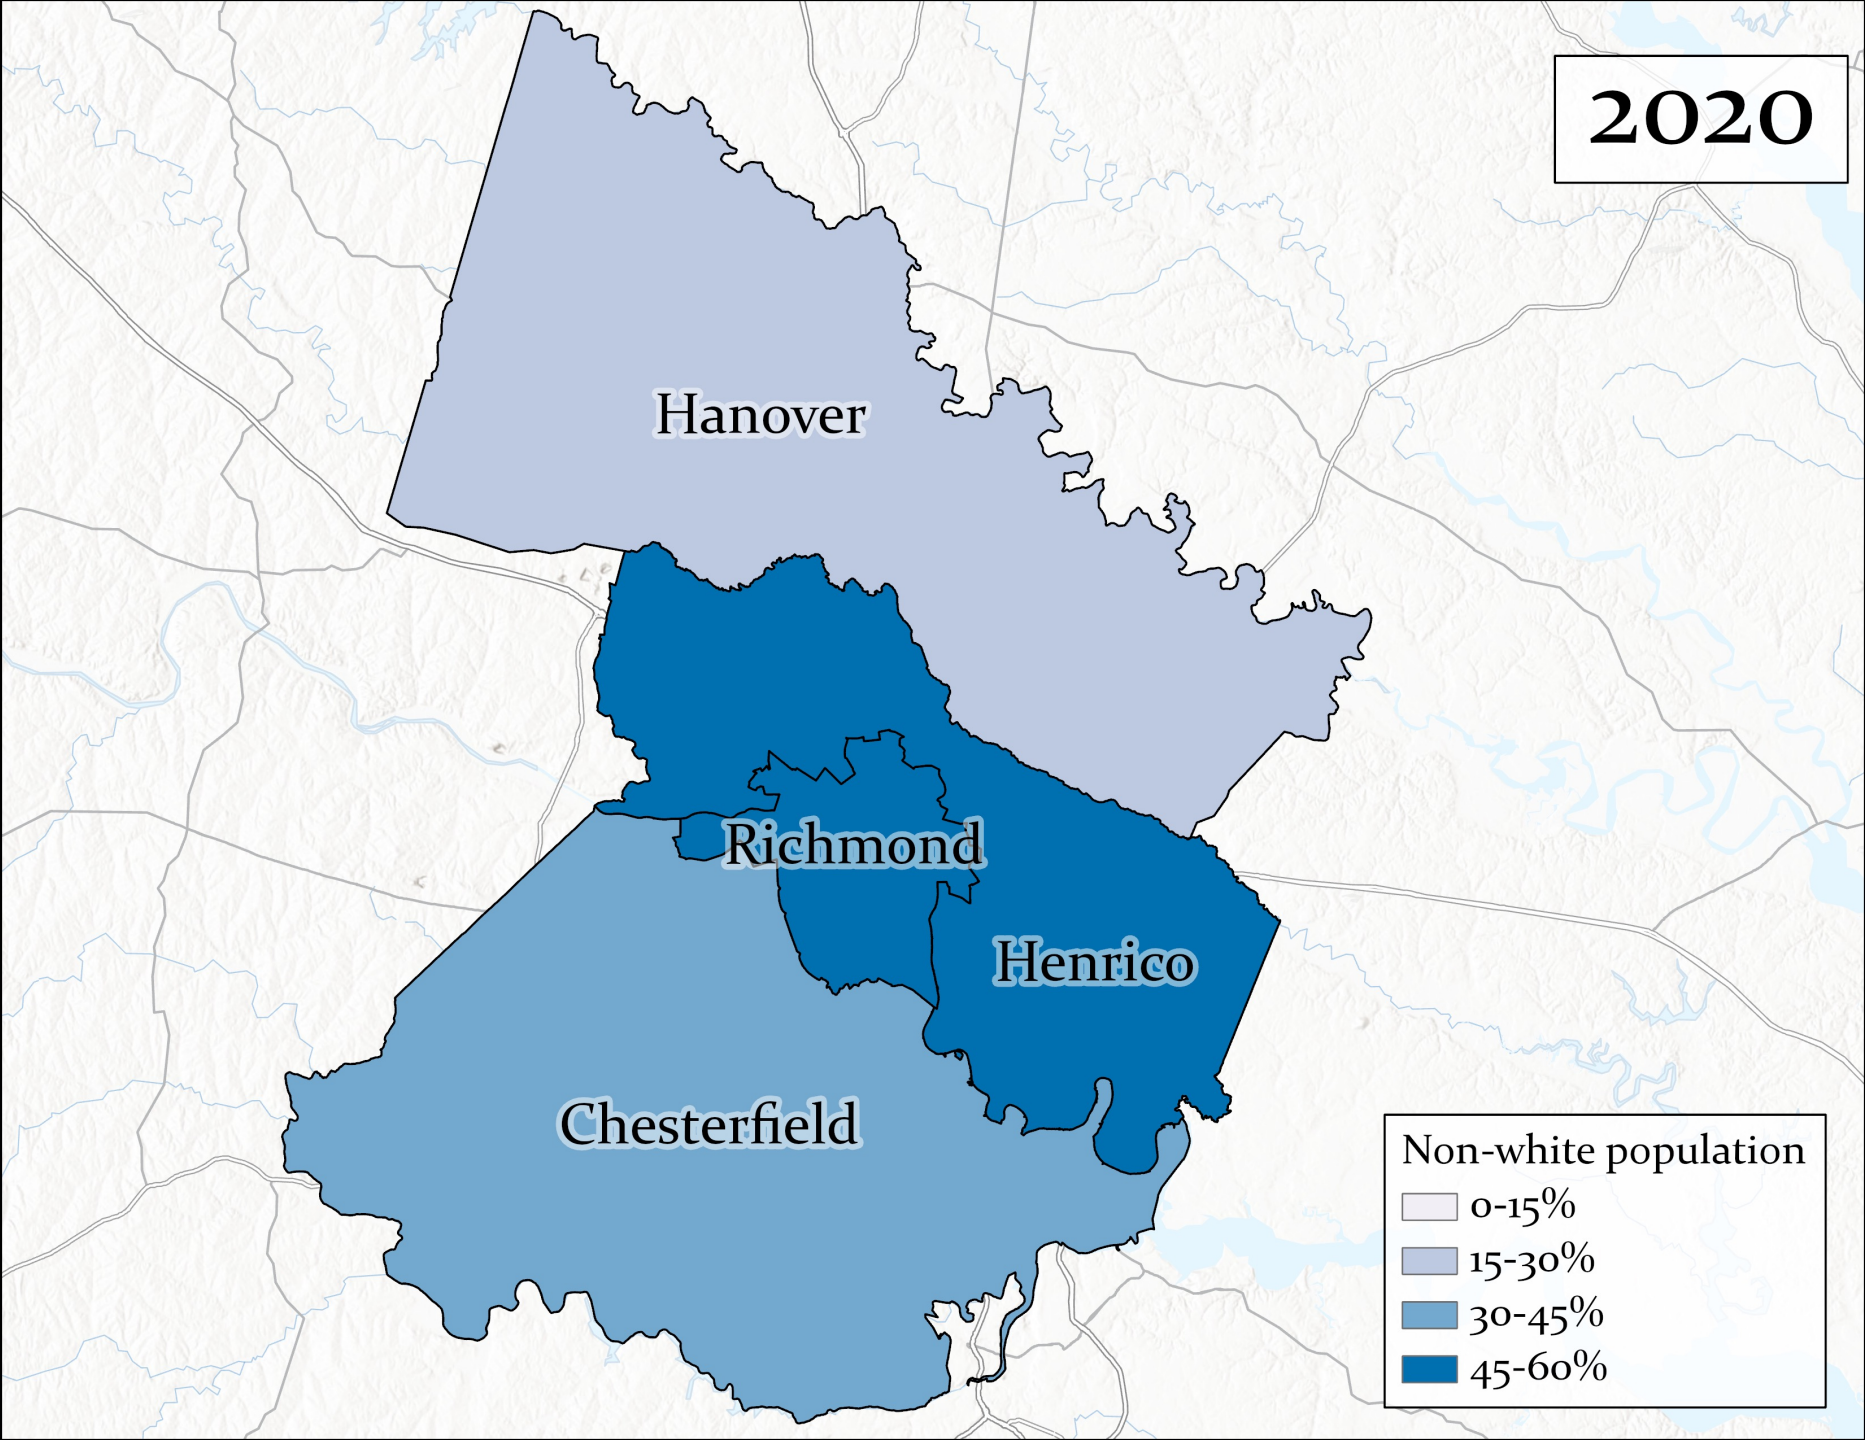 2020
Hanover
Richmond
Henrico
Chesterfield
Non-white population
0-15%
15-30%
30-45%
45-60%